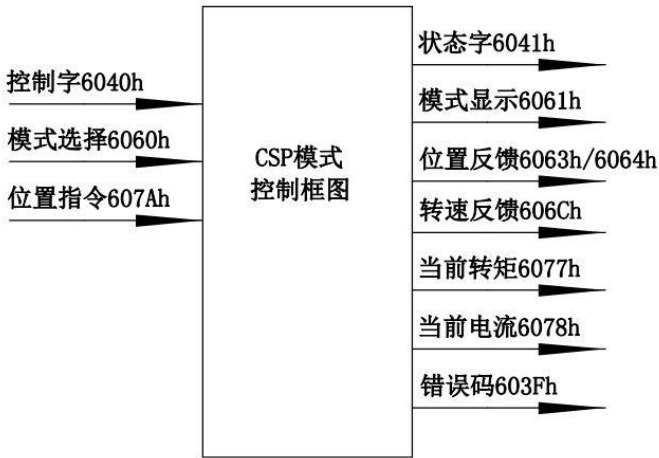 控制字6040h
模式选择6060h
位置指令607Ah
CSP模式
控制框图
状态字6041h
模式显示6061h
位置反馈6063h/6064h
转速反馈606Ch
当前转矩6077h
当前电流6078h
错误码603Fh